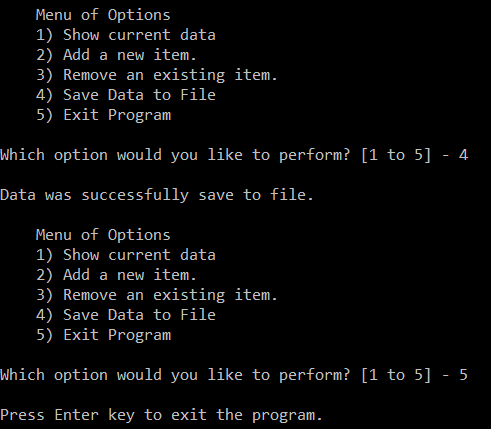 Menu of Options
1) Show current data
2) Add a new item.
3) Remove an existing item.
4) Save Data to File
5) Exit Program
Which option would you like to perform? [1 to 5] - 4
Data was successfully save to file.
Menu of Options
1) Show current data
2) Add a new item.
3) Remove an existing item.
4) Save Data to File
5) Exit Program
Which option would you like to perform? [1 to 5] - 5
Press Enter key to exit the program.